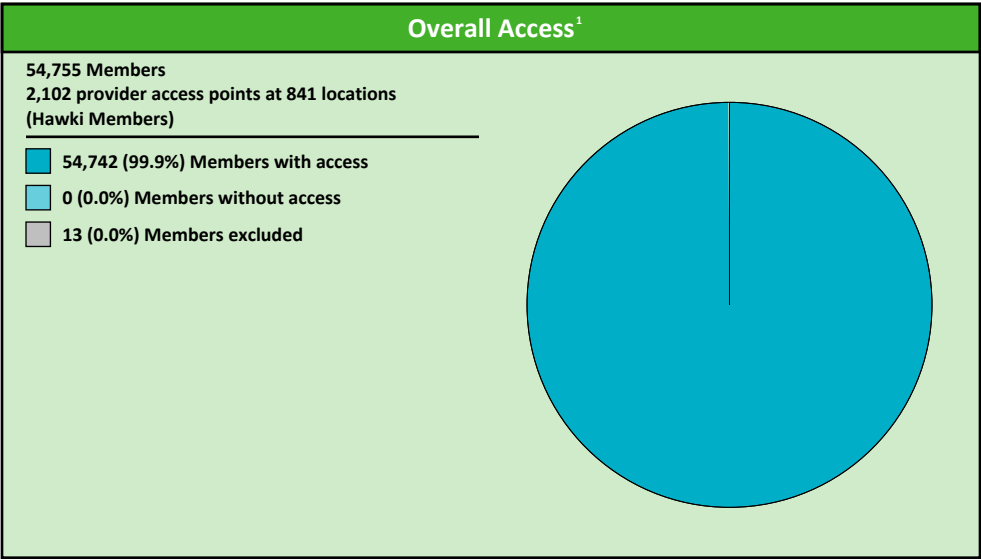 Overall Access¹
54,755 Members
2,102 provider access points at 841 locations
(Hawki Members)
54,742 (99.9%) Members with access
0 (0.0%) Members without access
13 (0.0%) Members excluded